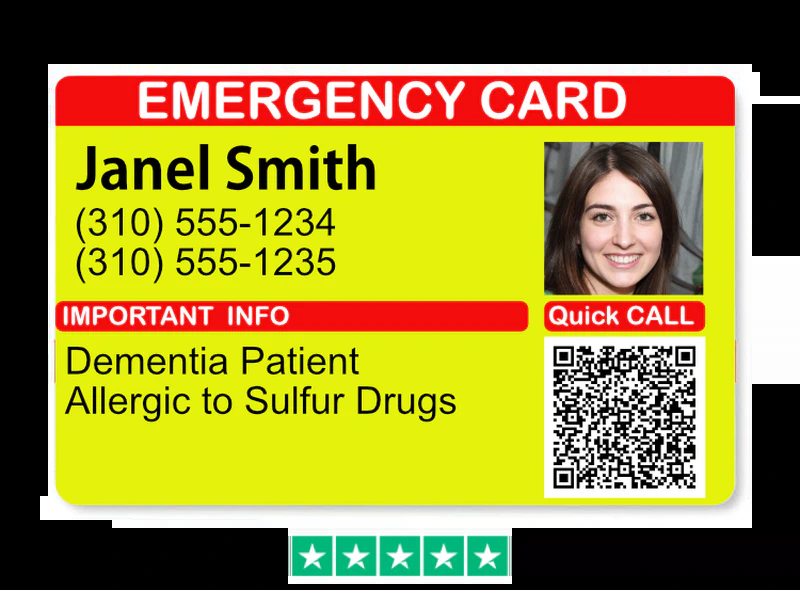 EMERGENCY CARD
Janel Smith
(310) 555-1234
(310) 555-1235
IMPORTANT INFO
Quick CALL
Dementia Patient
Allergic to Sulfur Drugs